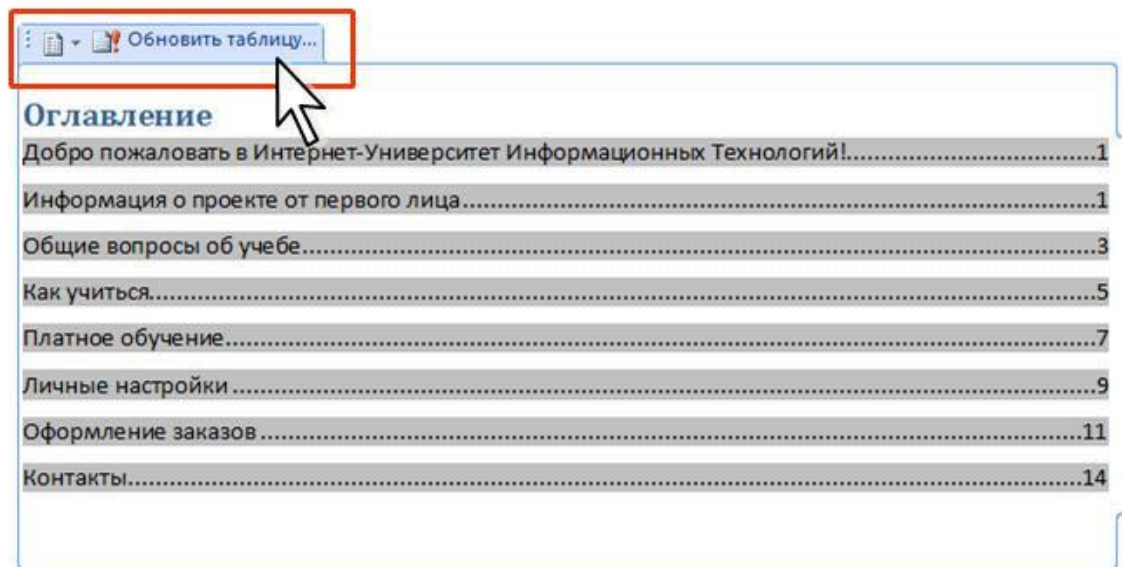 Обновить таблицу...
Оглавление
Добро пожаловать в Интернет-Университет Информационных Технологий!..........1
Информация о проекте от первого лица..........1
Общие вопросы об учебе..........3
Как учиться..........5
Платное обучение..........7
Личные настройки..........9
Оформление заказов..........11
Контакты..........14